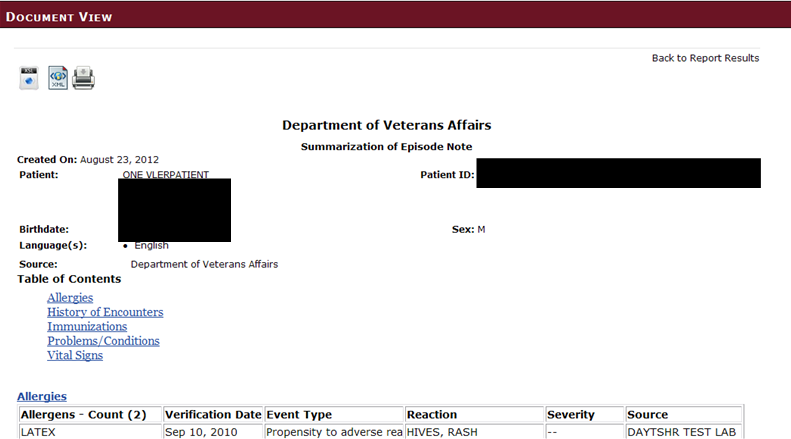 DOCUMENT VIEW
Back to Report Results
XSL
XML
Department of Veterans Affairs
Summarization of Episode Note
Created On: August 23, 2012
Patient: ONE VLERPATIENT Patient ID:
Birthdate: Sex: M
Language(s): • English
Source: Department of Veterans Affairs
Table of Contents
Allergies
History of Encounters
Immunizations
Problems/Conditions
Vital Signs
Allergies
Allergens - Count (2) Verification Date Event Type Reaction Severity Source
LATEX Sep 10, 2010 Propensity to adverse rea HIVES, RASH -- DAYTSHR TEST LAB